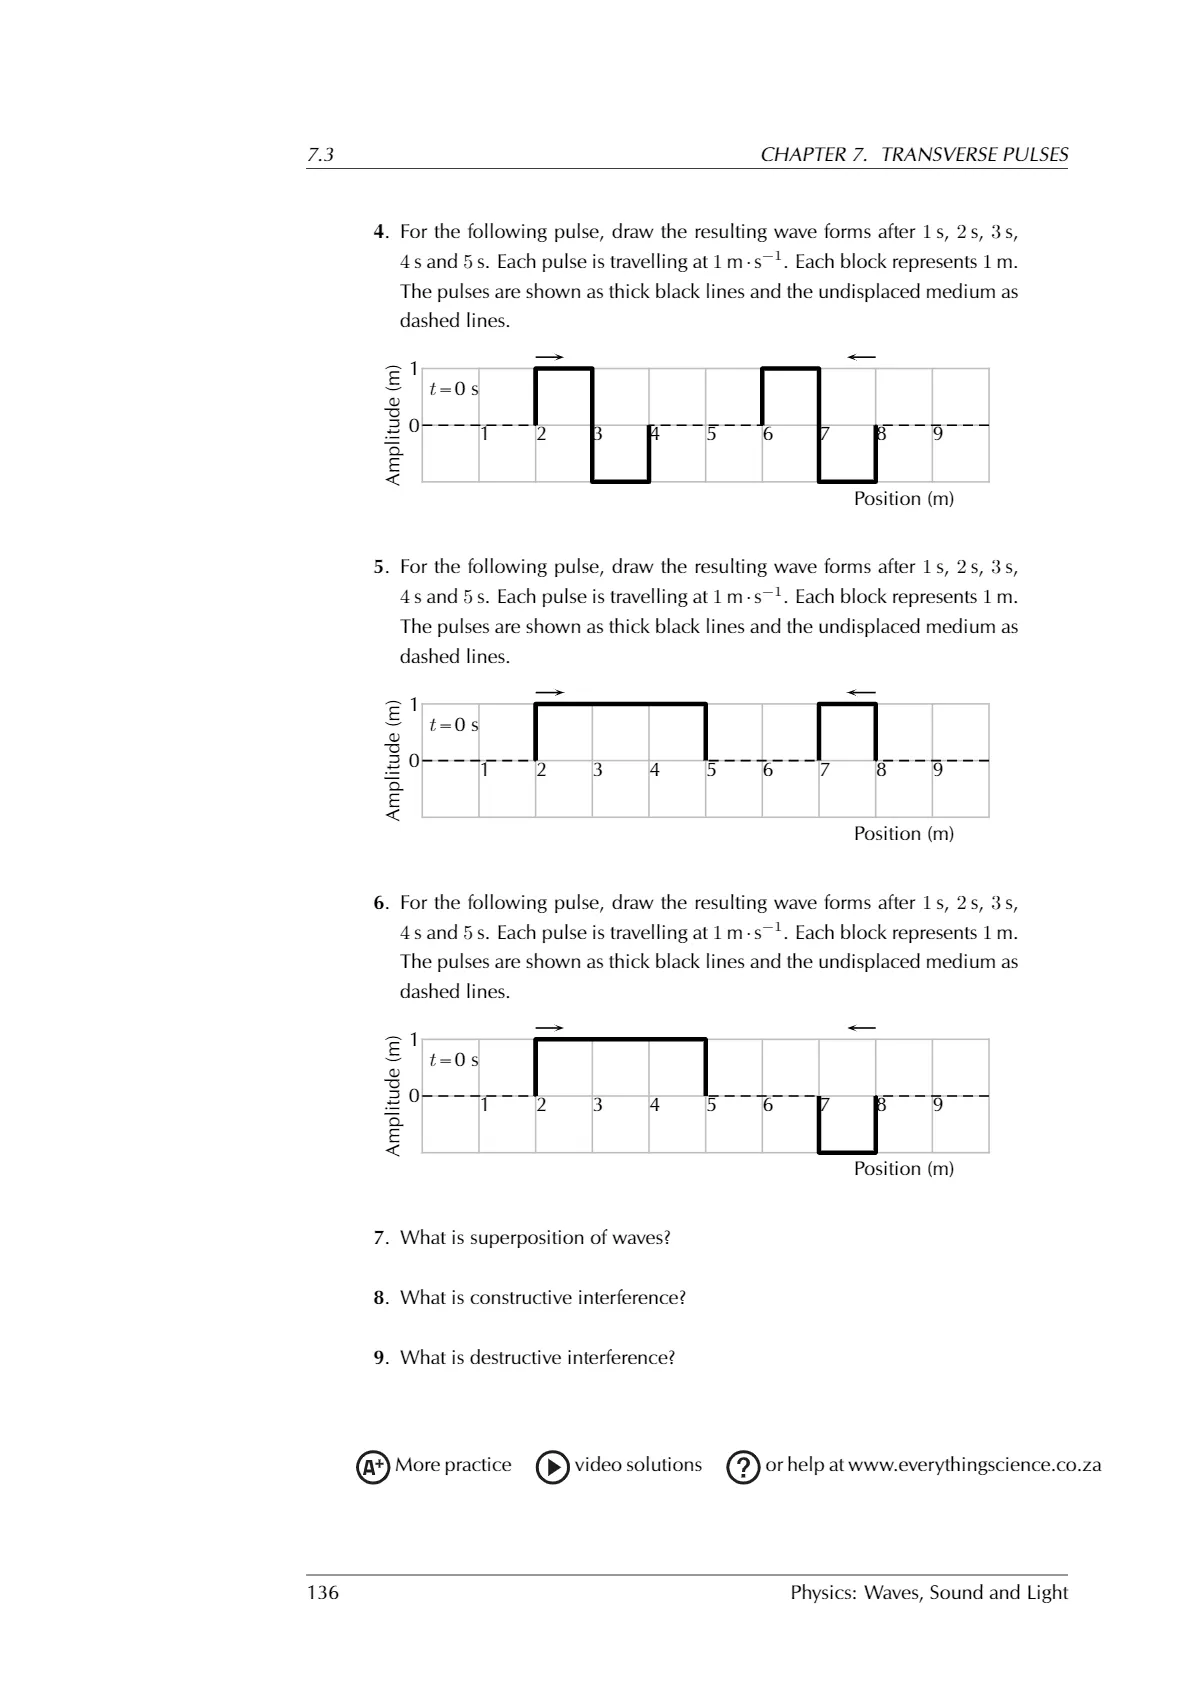 7.3 CHAPTER 7. TRANSVERSE PULSES
4. For the following pulse, draw the resulting wave forms after 1 s, 2 s, 3 s,
4 s and 5 s. Each pulse is travelling at 1 m · s⁻¹. Each block represents 1 m.
The pulses are shown as thick black lines and the undisplaced medium as
dashed lines.
1
t = 0 s
Amplitude (m)
0
1 2 3 4 5 6 7 8 9
Position (m)
5. For the following pulse, draw the resulting wave forms after 1 s, 2 s, 3 s,
4 s and 5 s. Each pulse is travelling at 1 m · s⁻¹. Each block represents 1 m.
The pulses are shown as thick black lines and the undisplaced medium as
dashed lines.
1
t = 0 s
Amplitude (m)
0
1 2 3 4 5 6 7 8 9
Position (m)
6. For the following pulse, draw the resulting wave forms after 1 s, 2 s, 3 s,
4 s and 5 s. Each pulse is travelling at 1 m · s⁻¹. Each block represents 1 m.
The pulses are shown as thick black lines and the undisplaced medium as
dashed lines.
1
t = 0 s
Amplitude (m)
0
1 2 3 4 5 6 7 8 9
Position (m)
7. What is superposition of waves?
8. What is constructive interference?
9. What is destructive interference?
A+ More practice video solutions ? or help at www.everythingscience.co.za
136 Physics: Waves, Sound and Light